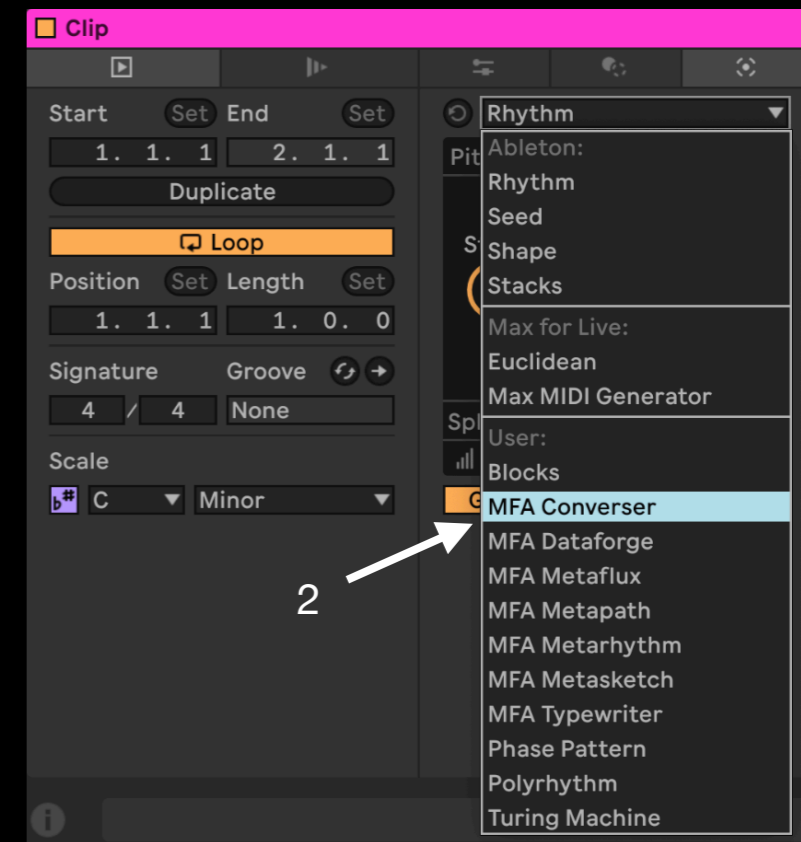 Clip
Start Set End Set
1. 1. 1 2. 1. 1
Duplicate
Loop
Position Set Length Set
1. 1. 1 1. 0. 0
Signature Groove
4 / 4 None
Scale
b# C Minor
2
Rhythm
Pit
St
Spl
G
Ableton:
Rhythm
Seed
Shape
Stacks
Max for Live:
Euclidean
Max MIDI Generator
User:
Blocks
MFA Converser
MFA Dataforge
MFA Metaflux
MFA Metapath
MFA Metarhythm
MFA Metasketch
MFA Typewriter
Phase Pattern
Polyrhythm
Turing Machine